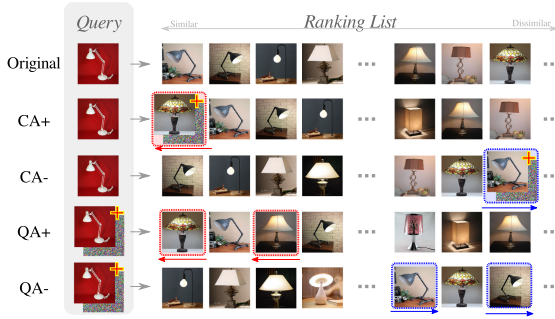 Query
Ranking List
Similar
Dissimilar
Original
CA+
CA-
QA+
QA-